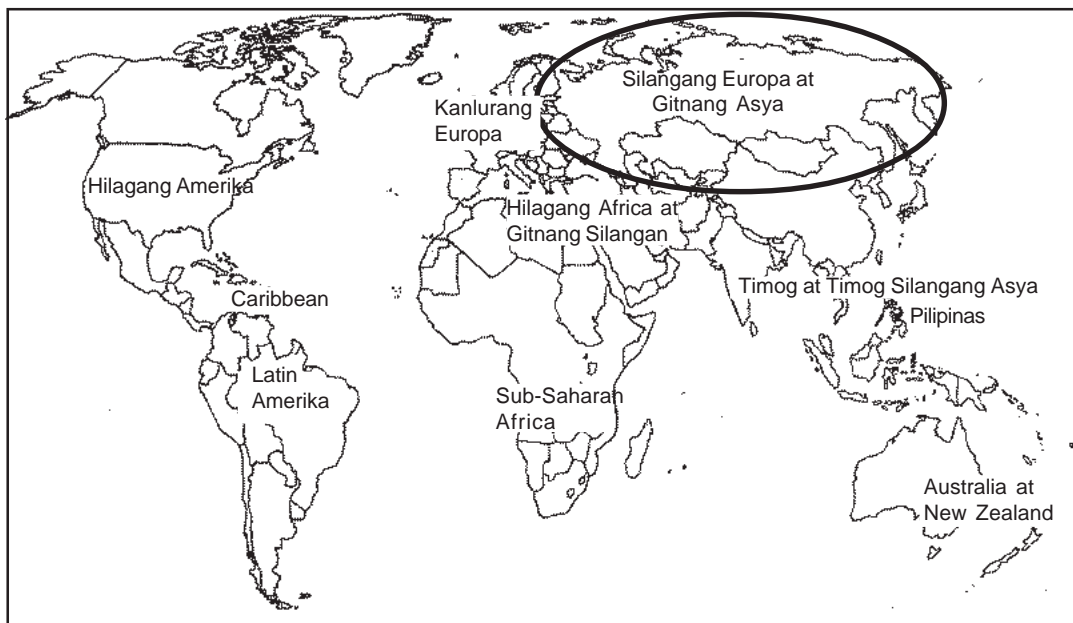 Silangang Europa at
Gitnang Asya
Kanlurang
Europa
Hilagang Amerika
Hilagang Africa at
Gitnang Silangan
Timog at Timog Silangang Asya
Caribbean
Pilipinas
Latin
Amerika
Sub-Saharan
Africa
Australia at
New Zealand